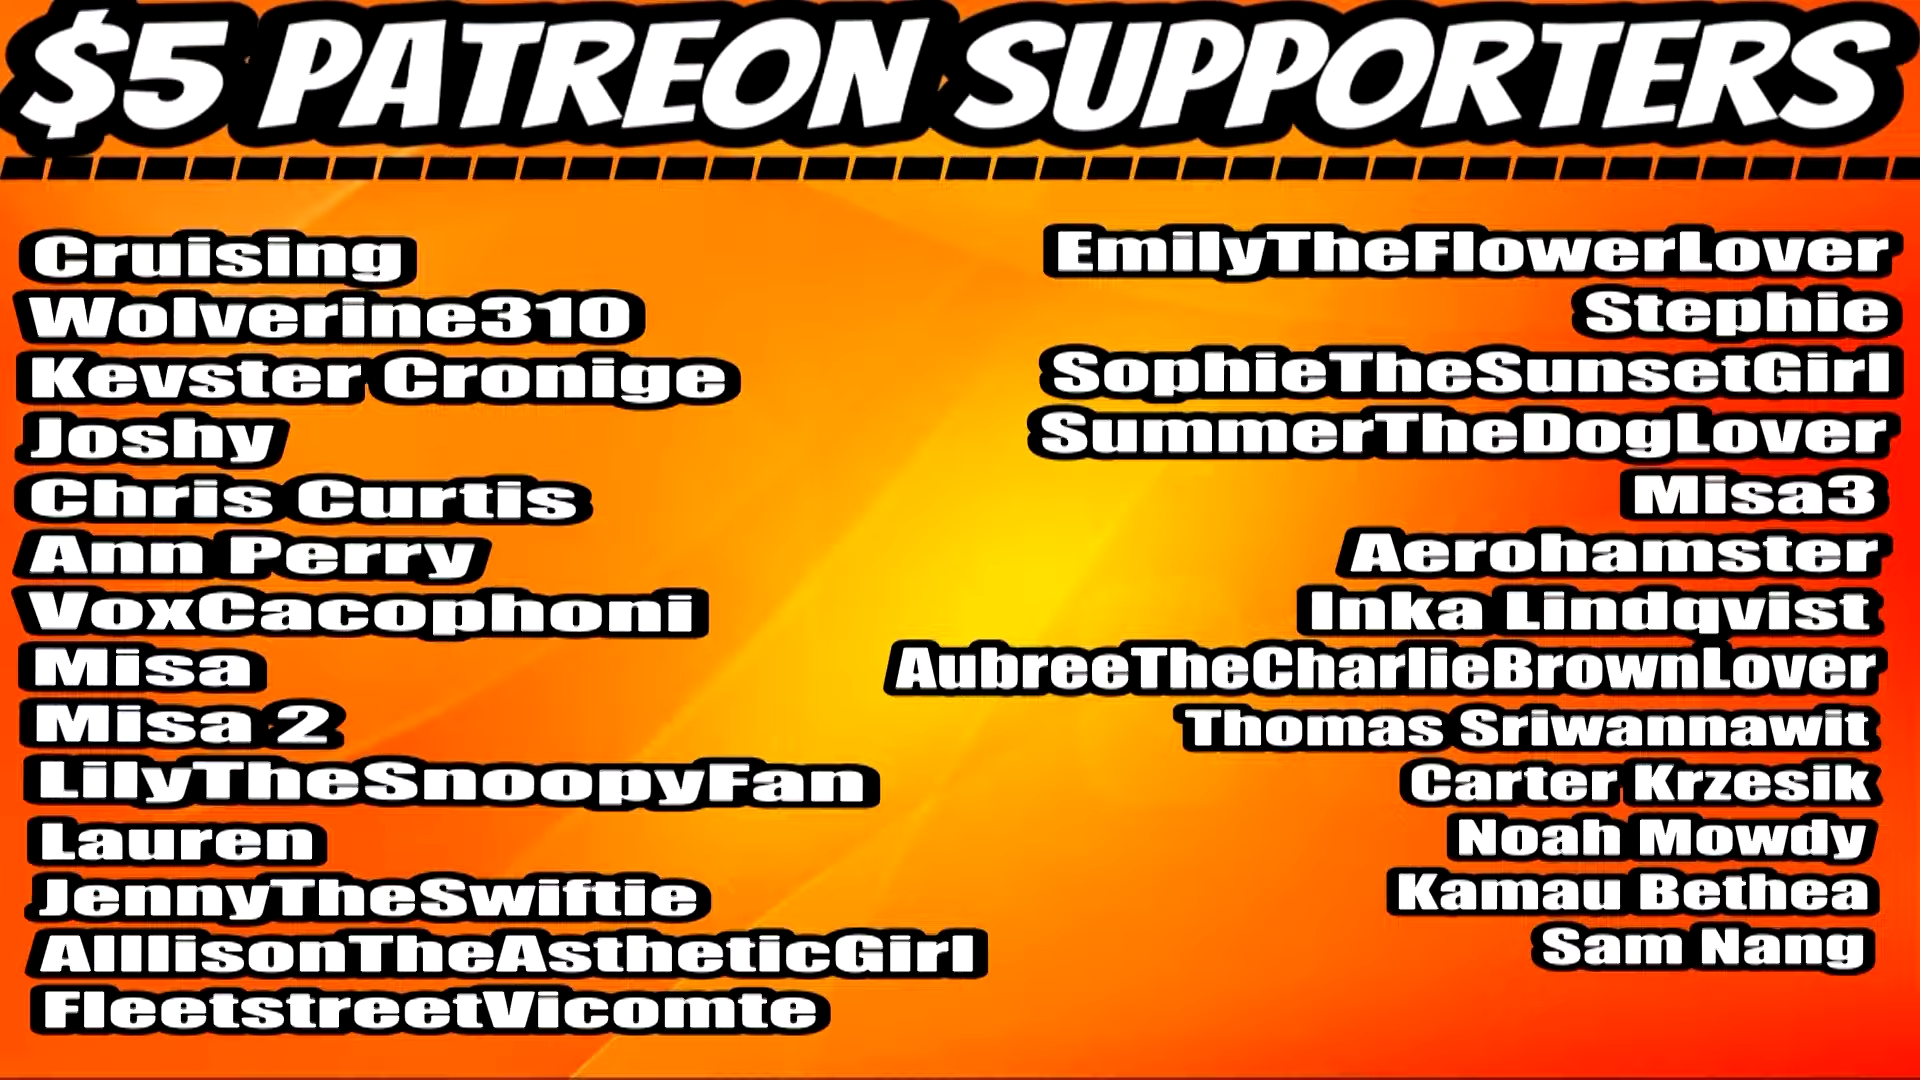 $5 PATREON SUPPORTERS
Cruising
Wolverine310
Kevster Cronige
Joshy
Chris Curtis
Ann Perry
VoxCacophoni
Misa
Misa 2
LilyTheSnoopyFan
Lauren
JennyTheSwiftie
AlllisonTheAstheticGirl
FleetstreetVicomte
EmilyTheFlowerLover
Stephie
SophieTheSunsetGirl
SummerTheDogLover
Misa3
Aerohamster
Inka Lindqvist
AubreeTheCharlieBrownLover
Thomas Sriwannawit
Carter Krzesik
Noah Mowdy
Kamau Bethea
Sam Nang